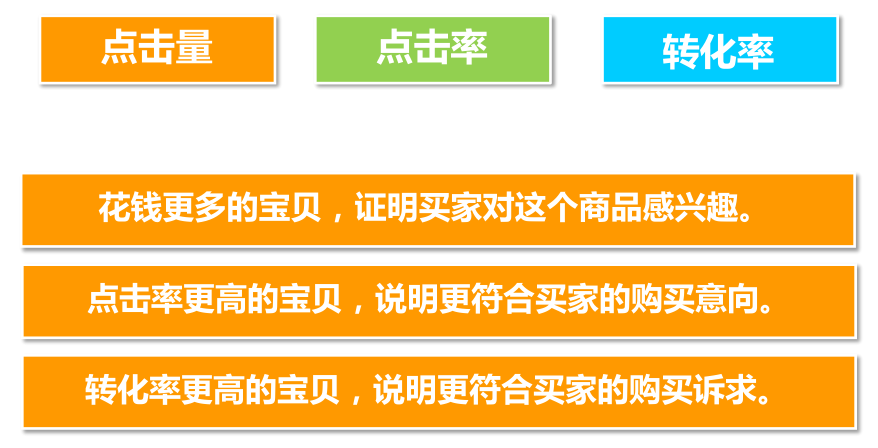 点击量
点击率
转化率
花钱更多的宝贝，证明买家对这个商品感兴趣。
点击率更高的宝贝，说明更符合买家的购买意向。
转化率更高的宝贝，说明更符合买家的购买诉求。